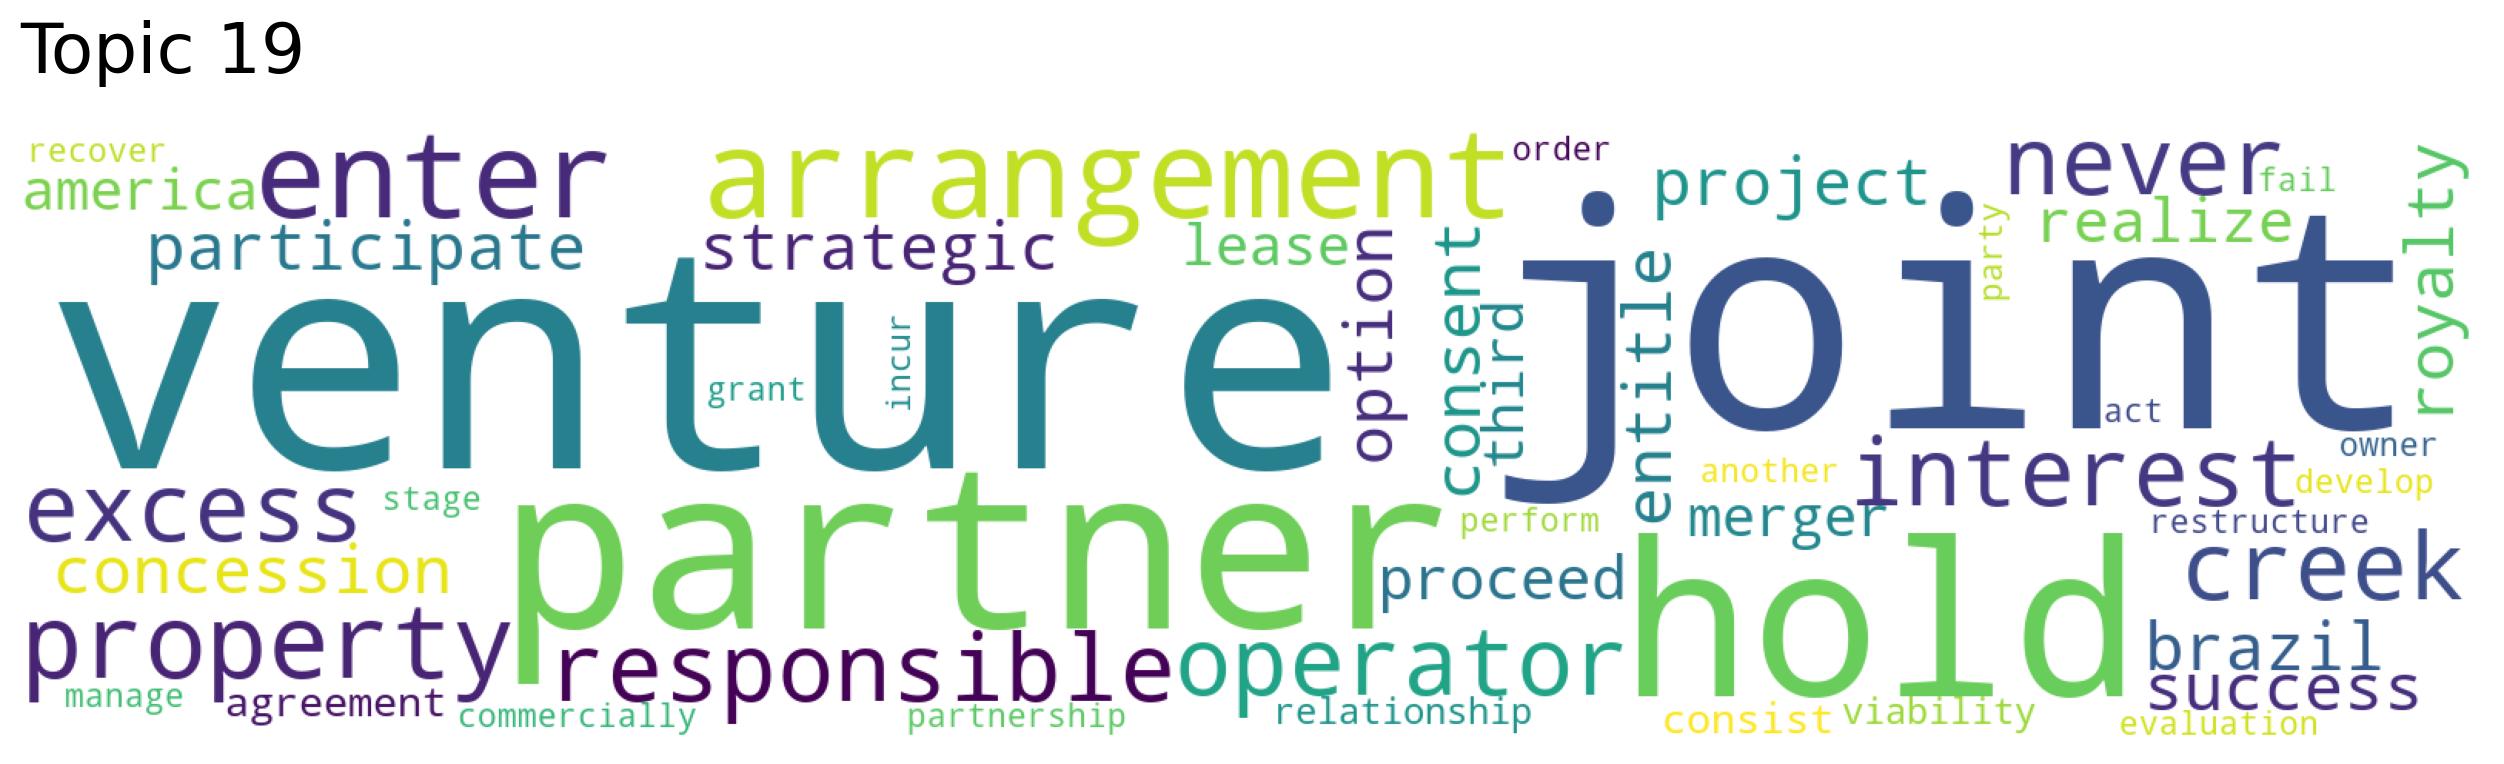 Topic 19
recover
america
enter
arrangement
order
project
never
fail
participate
strategic
lease
realize
party
royalty
venture
grant
incur
option
consent
third
entitle
joint
act
owner
excess
stage
partner
perform
another
interest
develop
merger
restructure
concession
proceed
hold
creek
property
responsible
operator
brazil
success
manage
agreement
commercially
partnership
relationship
consist
viability
evaluation